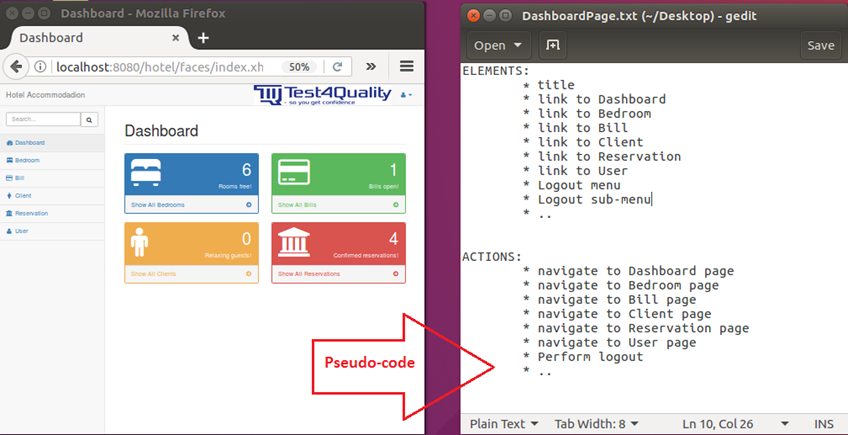 Dashboard - Mozilla Firefox
Dashboard
localhost:8080/hotel/faces/index.xh
50%
Hotel Accommodadion
Test4Quality
- so you get confidence
Search...
Dashboard
Bedroom
Bill
Client
Reservation
User
Dashboard
6
Rooms free!
Show All Bedrooms
1
Bills open!
Show All Bills
0
Relaxing guests!
Show All Clients
4
Confirmed reservations!
Show All Reservations
Pseudo-code
DashboardPage.txt (~/Desktop) - gedit
Open
Save
ELEMENTS:
* title
* link to Dashboard
* link to Bedroom
* link to Bill
* link to Client
* link to Reservation
* link to User
* Logout menu
* Logout sub-menu
* ..
ACTIONS:
* navigate to Dashboard page
* navigate to Bedroom page
* navigate to Bill page
* navigate to Client page
* navigate to Reservation page
* navigate to User page
* Perform logout
* ..
Plain Text Tab Width: 8 Ln 10, Col 26 INS